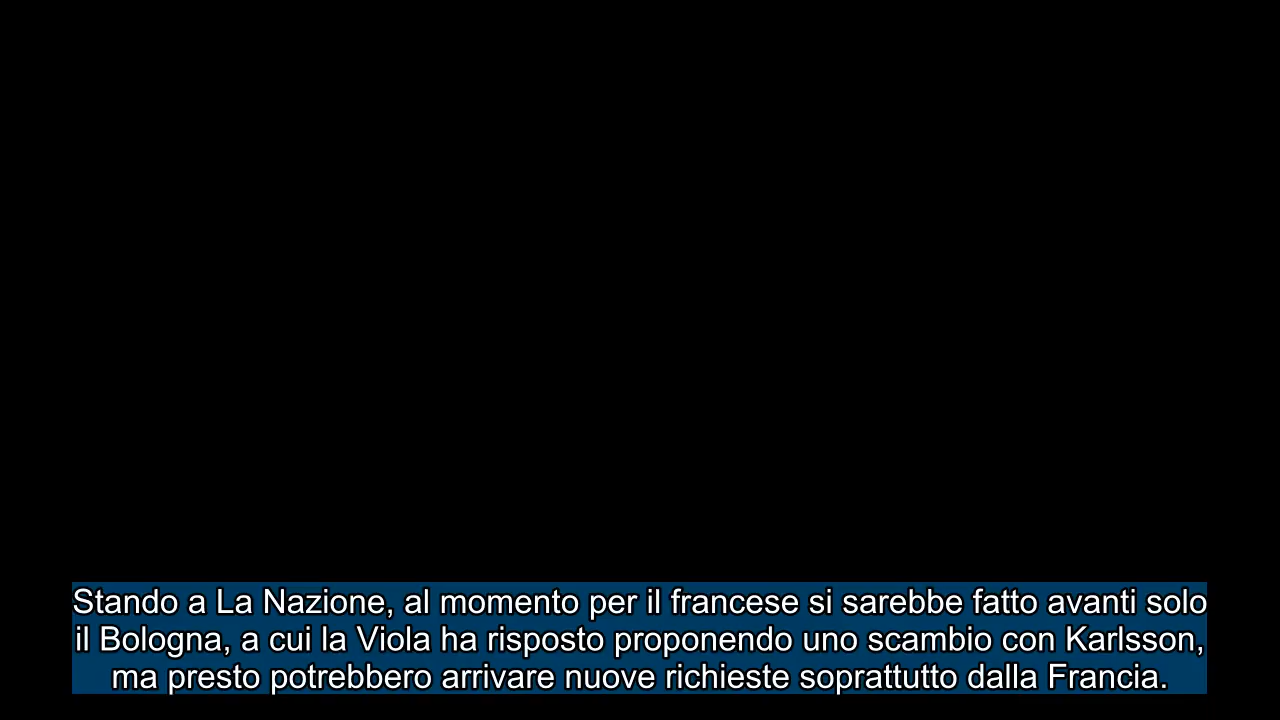 Stando a La Nazione, al momento per il francese si sarebbe fatto avanti solo
il Bologna, a cui la Viola ha risposto proponendo uno scambio con Karlsson,
ma presto potrebbero arrivare nuove richieste soprattutto dalla Francia.